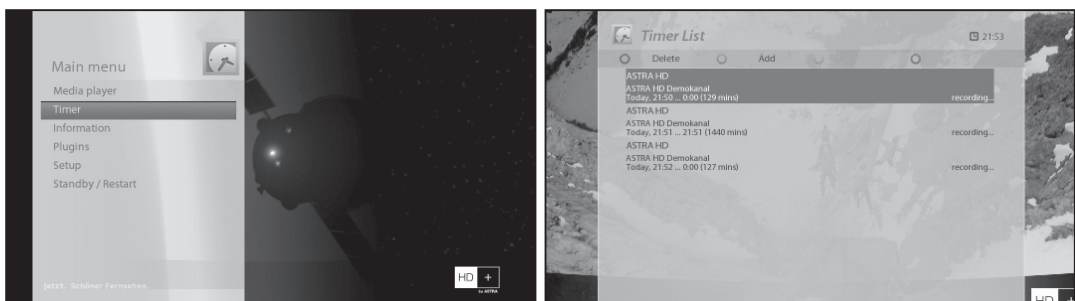 Main menu
Media player
Timer
Information
Plugins
Setup
Standby / Restart
Jetzt. Schöner Fernsehen.
HD +
by ASTRA
Timer List 21:53
Delete Add
ASTRA HD
ASTRA HD Demokanal
Today, 21:50 ... 0:00 (129 mins) recording...
ASTRA HD
ASTRA HD Demokanal
Today, 21:51 ... 21:51 (1440 mins) recording...
ASTRA HD
ASTRA HD Demokanal
Today, 21:52 ... 0:00 (127 mins) recording...
HD +